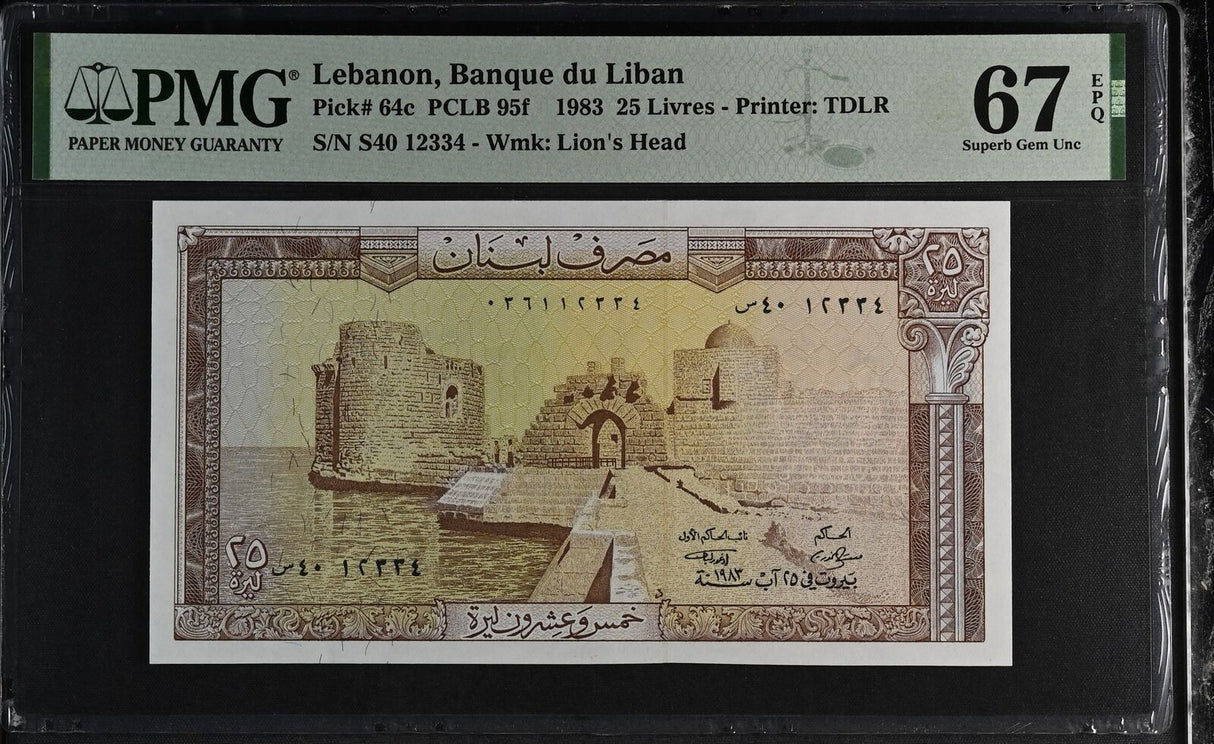 PMG® PAPER MONEY GUARANTY
Lebanon, Banque du Liban
Pick# 64c PCLB 95f 1983 25 Livres - Printer: TDLR
S/N S40 12334 - Wmk: Lion's Head
67 EPQ
Superb Gem Unc
مصرف لبنان
٢٥
ليرة
٠٣٦١١٢٣٣٤
س٤٠ ١٢٣٣٤
الحاكم
نائب الحاكم الأول
بيروت في ٢٥ آب سنة ١٩٨٣
٢٥
ليرة
س٤٠ ١٢٣٣٤
خمس وعشرون ليرة